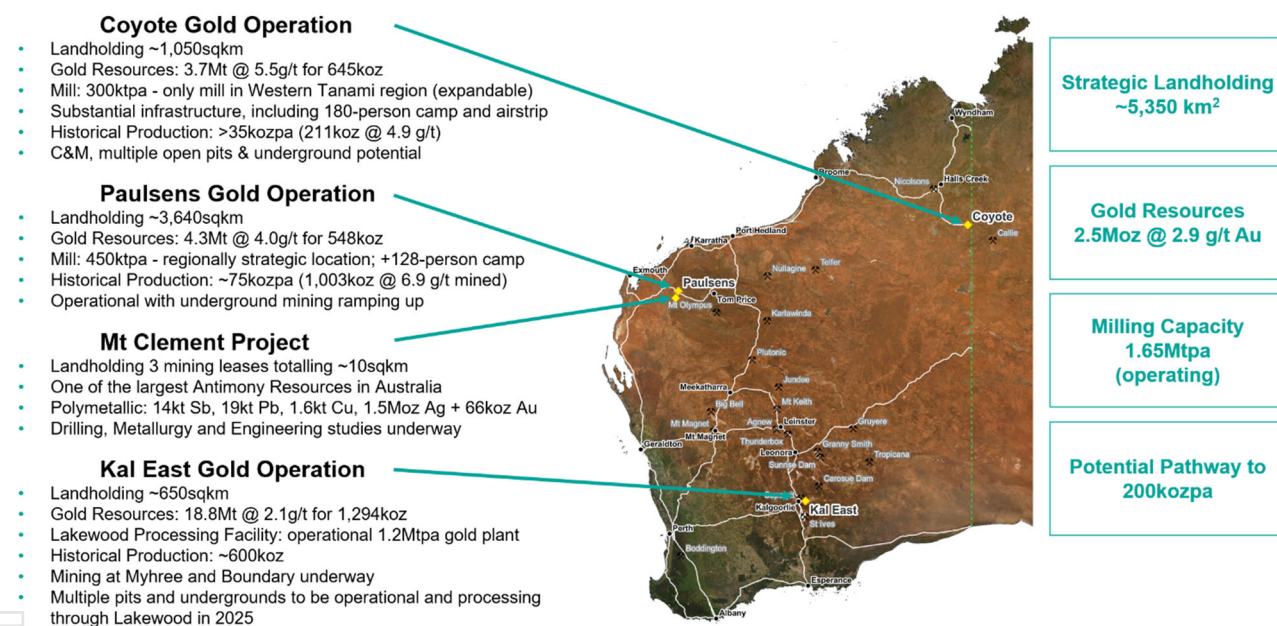 Coyote Gold Operation
• Landholding ~1,050sqkm
• Gold Resources: 3.7Mt @ 5.5g/t for 645koz
• Mill: 300ktpa - only mill in Western Tanami region (expandable)
• Substantial infrastructure, including 180-person camp and airstrip
• Historical Production: >35kozpa (211koz @ 4.9 g/t)
• C&M, multiple open pits & underground potential
Paulsens Gold Operation
• Landholding ~3,640sqkm
• Gold Resources: 4.3Mt @ 4.0g/t for 548koz
• Mill: 450ktpa - regionally strategic location; +128-person camp
• Historical Production: ~75kozpa (1,003koz @ 6.9 g/t mined)
• Operational with underground mining ramping up
Mt Clement Project
• Landholding 3 mining leases totalling ~10sqkm
• One of the largest Antimony Resources in Australia
• Polymetallic: 14kt Sb, 19kt Pb, 1.6kt Cu, 1.5Moz Ag + 66koz Au
• Drilling, Metallurgy and Engineering studies underway
Kal East Gold Operation
• Landholding ~650sqkm
• Gold Resources: 18.8Mt @ 2.1g/t for 1,294koz
• Lakewood Processing Facility: operational 1.2Mtpa gold plant
• Historical Production: ~600koz
• Mining at Myhree and Boundary underway
• Multiple pits and undergrounds to be operational and processing
through Lakewood in 2025
Wyndham
Broome
Nicolsons
Halls Creek
Coyote
Callie
Port Hedland
Karratha
Exmouth
Nullagine
Telfer
Paulsens
Mt Olympus
Tom Price
Karlawinda
Plutonic
Meekatharra
Jundee
Big Bell
Mt Keith
Mt Magnet
Mt Magnet
Agnew
Leinster
Gruyere
Geraldton
Thunderbox
Leonora
Granny Smith
Sunrise Dam
Tropicana
Carosue Dam
Kalgoorlie
Kal East
St Ives
Perth
Boddington
Esperance
Albany
Strategic Landholding
~5,350 km²
Gold Resources
2.5Moz @ 2.9 g/t Au
Milling Capacity
1.65Mtpa
(operating)
Potential Pathway to
200kozpa